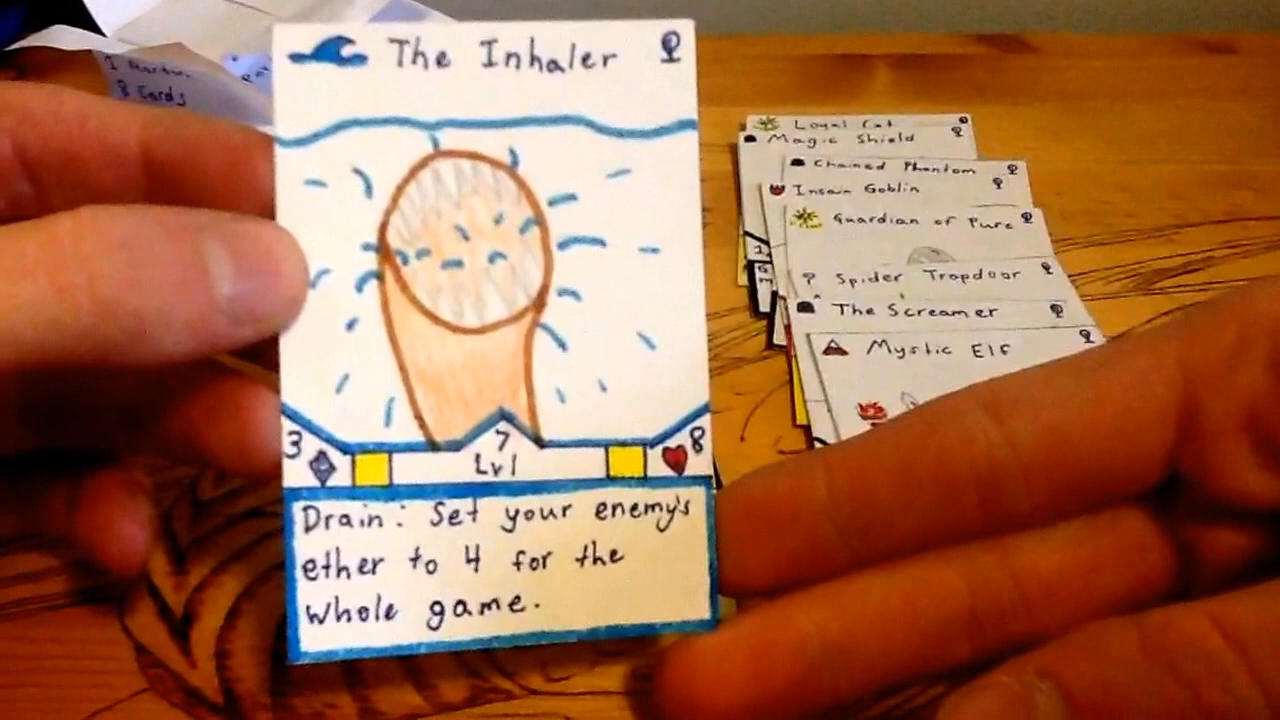 The Inhaler
3
7
Lvl
8
Drain: Set your enemy's
ether to 4 for the
whole game.
8 Cards
Loyal Cat
Magic Shield
Chained Phantom
Insain Goblin
Guardian of Pure
Spider Trapdoor
The Screamer
Mystic Elf